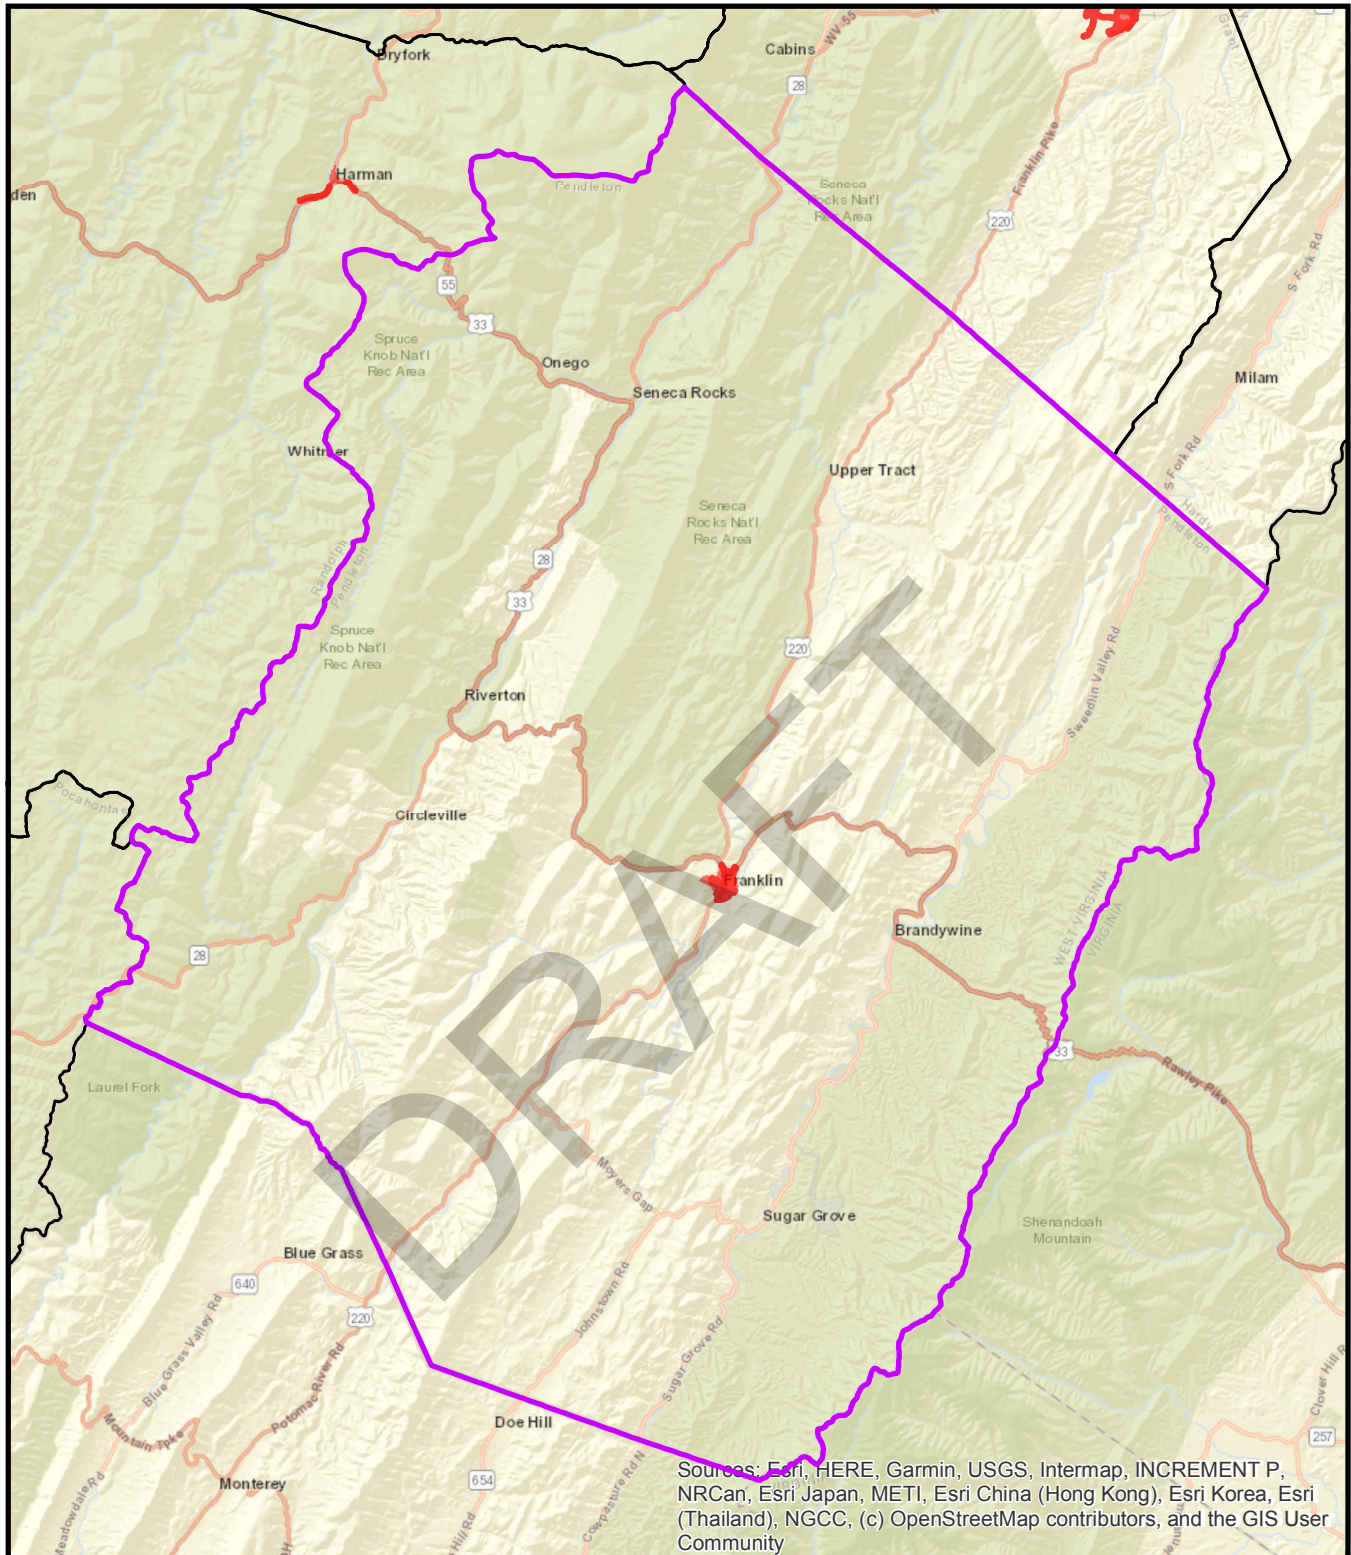 Dryfork
Cabins
WV-55
28
Grant
Harman
den
Pendleton
Seneca
Rocks Nat'l
Rec Area
Franklin Pike
220
S Fork Rd
55
33
Spruce
Knob Nat'l
Rec Area
Onego
Seneca Rocks
Milam
Whitmer
Upper Tract
S Fork Rd
Hardy
Pendleton
Seneca
Rocks Nat'l
Rec Area
28
Randolph
Pendleton
33
Spruce
Knob Nat'l
Rec Area
220
Sweedlin Valley Rd
Riverton
Pocahontas
Circleville
Franklin
Brandywine
WEST VIRGINIA
VIRGINIA
28
DRAFT
33
Rawley Pike
Laurel Fork
Moyers Gap
Sugar Grove
Shenandoah
Mountain
Blue Grass
640
220
Johnstown Rd
Blue Grass Valley Rd
Potomac River Rd
Sugar Grove Rd
Clover Hill R
Mountain Tpke
Doe Hill
257
Monterey
654
Meadowdale Rd
Hill Rd
Cowpasture Rd N
Sources: Esri, HERE, Garmin, USGS, Intermap, INCREMENT P,
NRCan, Esri Japan, METI, Esri China (Hong Kong), Esri Korea, Esri
(Thailand), NGCC, (c) OpenStreetMap contributors, and the GIS User
Community